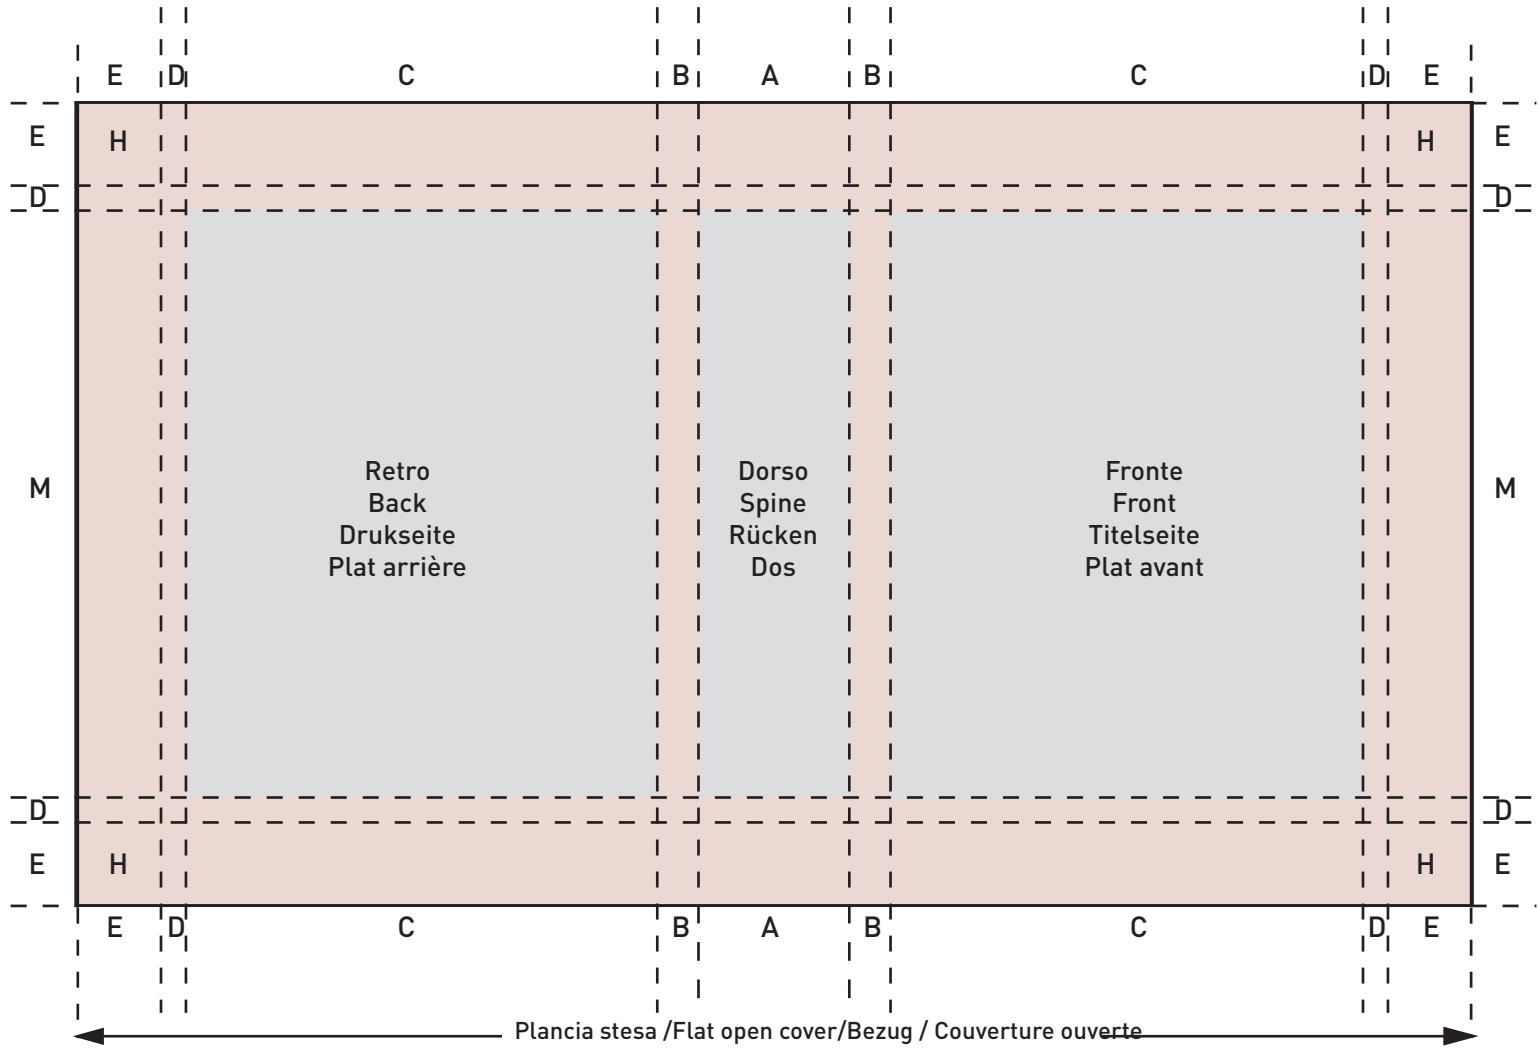 E D C B A B C D E
E H H E
D D
M M
Retro
Back
Drukseite
Plat arrière
Dorso
Spine
Rücken
Dos
Fronte
Front
Titelseite
Plat avant
D D
E H H E
E D C B A B C D E
Plancia stesa /Flat open cover/Bezug / Couverture ouverte